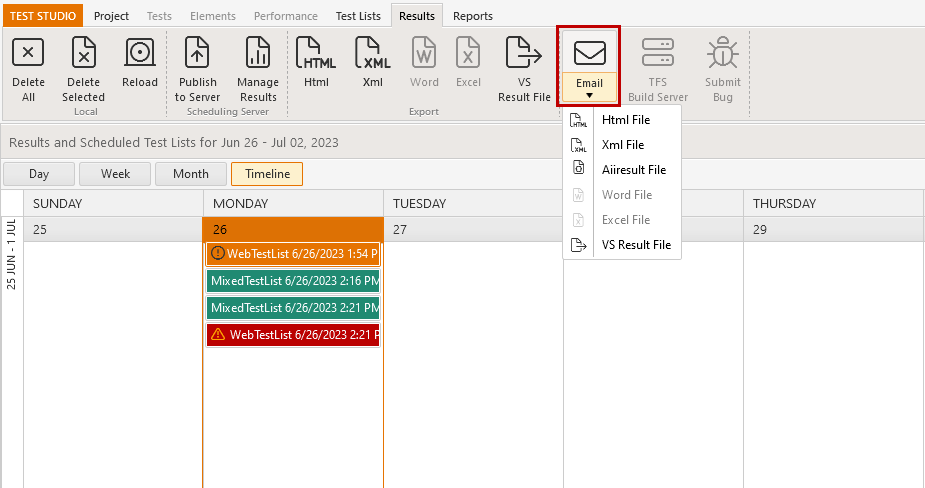 TEST STUDIO Project Tests Elements Performance Test Lists Results Reports
Delete All
Delete Selected
Reload
Publish to Server
Manage Results
HTML
Html
XML
Xml
W
Word
X
Excel
VS Result File
Email
TFS Build Server
Submit Bug
Local
Scheduling Server
Export
HTML Html File
XML Xml File
Aiiresult File
W Word File
X Excel File
VS Result File
Results and Scheduled Test Lists for Jun 26 - Jul 02, 2023
Day Week Month Timeline
SUNDAY MONDAY TUESDAY THURSDAY
25 JUN - 1 JUL
25 26 27 29
WebTestList 6/26/2023 1:54 P
MixedTestList 6/26/2023 2:16 PM
MixedTestList 6/26/2023 2:21 PM
WebTestList 6/26/2023 2:21 P